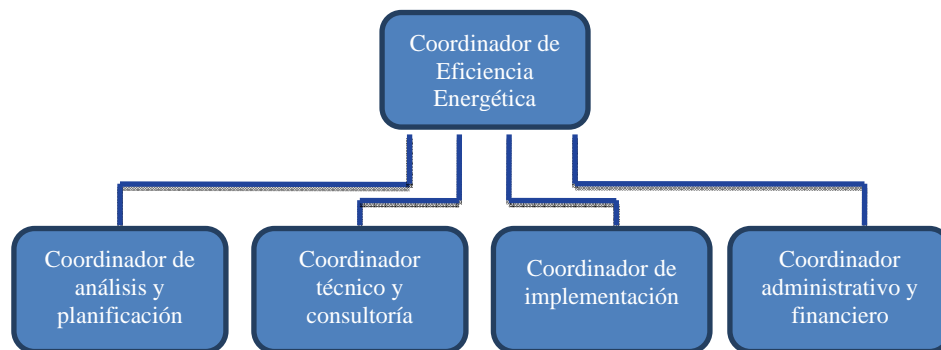 Coordinador de
Eficiencia
Energética
Coordinador de
análisis y
planificación
Coordinador
técnico y
consultoría
Coordinador de
implementación
Coordinador
administrativo y
financiero